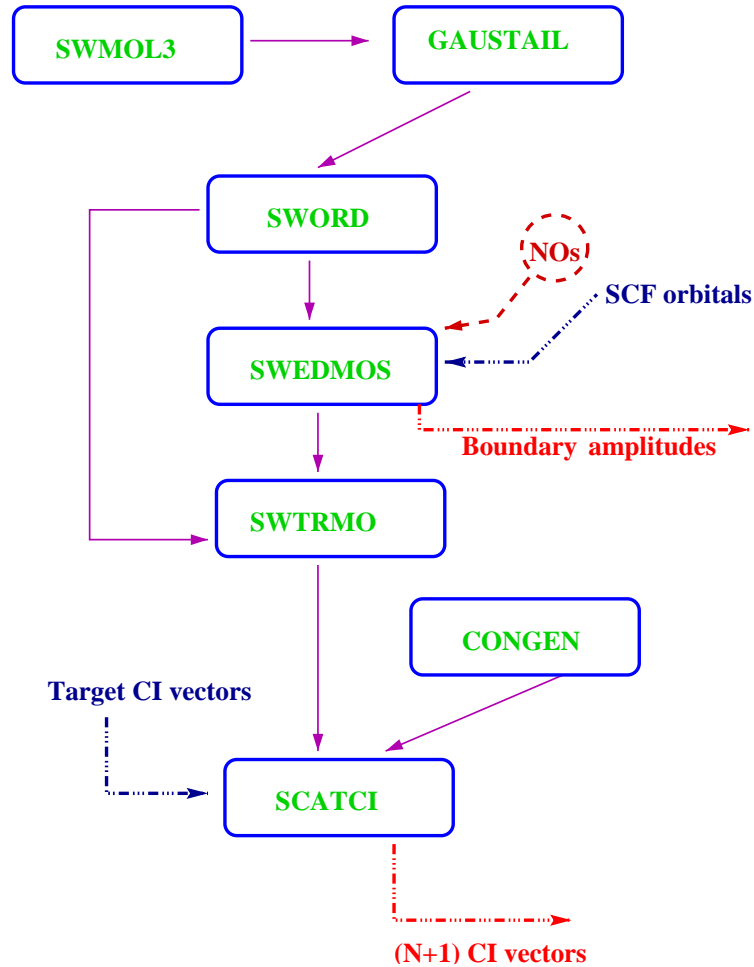 SWMOL3
GAUSTAIL
SWORD
NOs
SCF orbitals
SWEDMOS
Boundary amplitudes
SWTRMO
CONGEN
Target CI vectors
SCATCI
(N+1) CI vectors